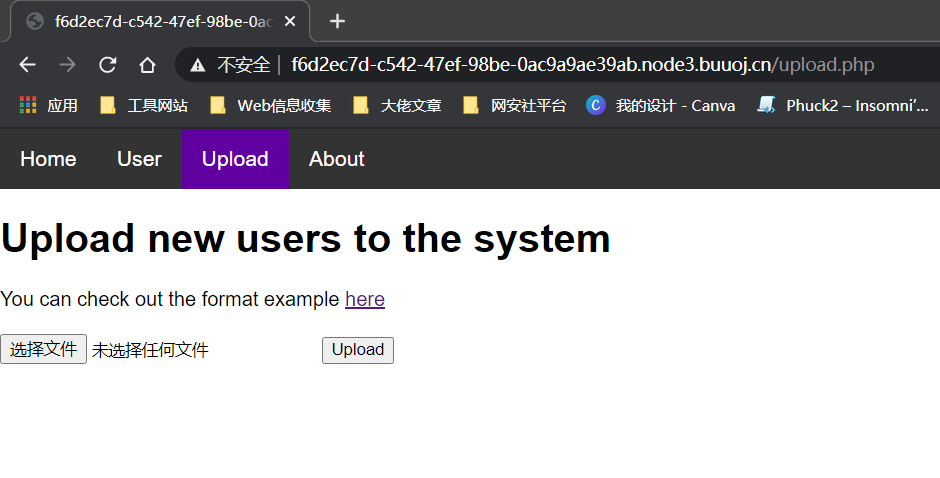 f6d2ec7d-c542-47ef-98be-0ac
不安全 f6d2ec7d-c542-47ef-98be-0ac9a9ae39ab.node3.buuoj.cn/upload.php
应用 工具网站 Web信息收集 大佬文章 网安社平台 我的设计 - Canva Phuck2 – Insomni'...
Home User Upload About
Upload new users to the system
You can check out the format example here
选择文件 未选择任何文件 Upload